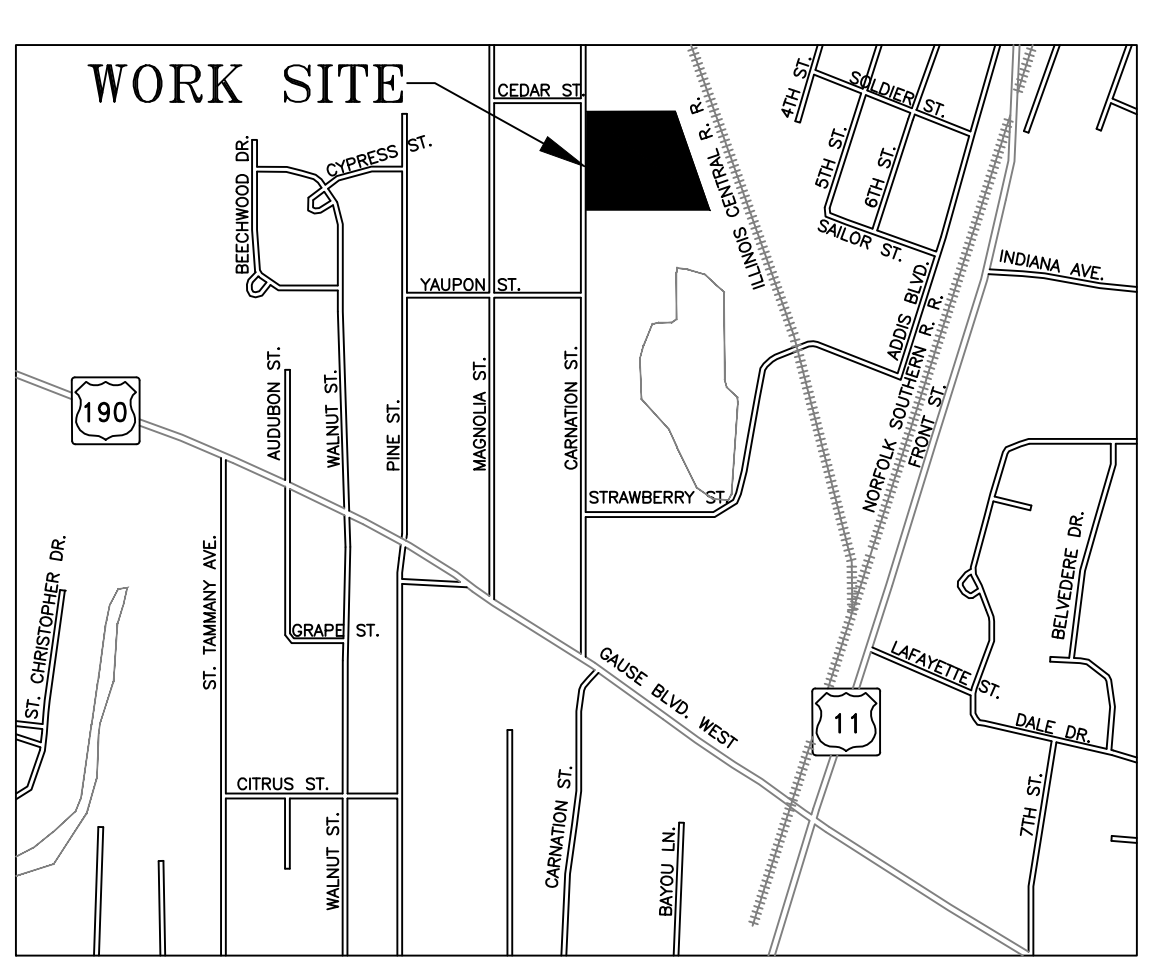 WORK SITE
CEDAR ST.
4TH ST.
SOLDIER ST.
5TH ST.
6TH ST.
SAILOR ST.
ILLINOIS CENTRAL R. R.
BEECHWOOD DR.
CYPRESS ST.
YAUPON ST.
INDIANA AVE.
ADDIS BLVD.
NORFOLK SOUTHERN R. R.
FRONT ST.
190
AUDUBON ST.
WALNUT ST.
PINE ST.
MAGNOLIA ST.
CARNATION ST.
STRAWBERRY ST.
ST. CHRISTOPHER DR.
ST. TAMMANY AVE.
GRAPE ST.
GAUSE BLVD. WEST
BELVEDERE DR.
LAFAYETTE ST.
11
DALE DR.
CITRUS ST.
WALNUT ST.
CARNATION ST.
BAYOU LN.
7TH ST.